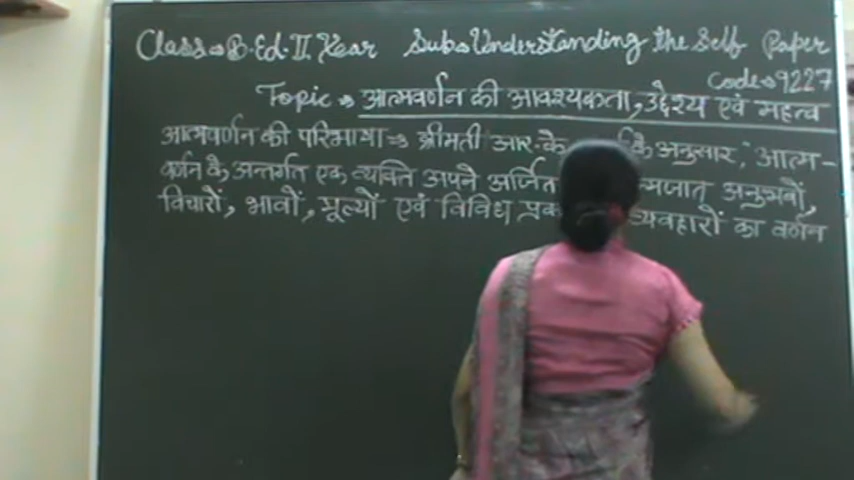 Class→B.Ed.II Year Sub→Understanding the Self Paper
Code→9227
Topic→ आत्मवर्णन की आवश्यकता, उद्देश्य एवं महत्व
आत्मवर्णन की परिभाषा⇒ श्रीमती आर.के. के अनुसार, "आत्म-
वर्णन के अन्तर्गत एक व्यक्ति अपने अर्जित अनुभवों,
विचारों, भावों, मूल्यों एवं विविध व्यवहारों का वर्णन